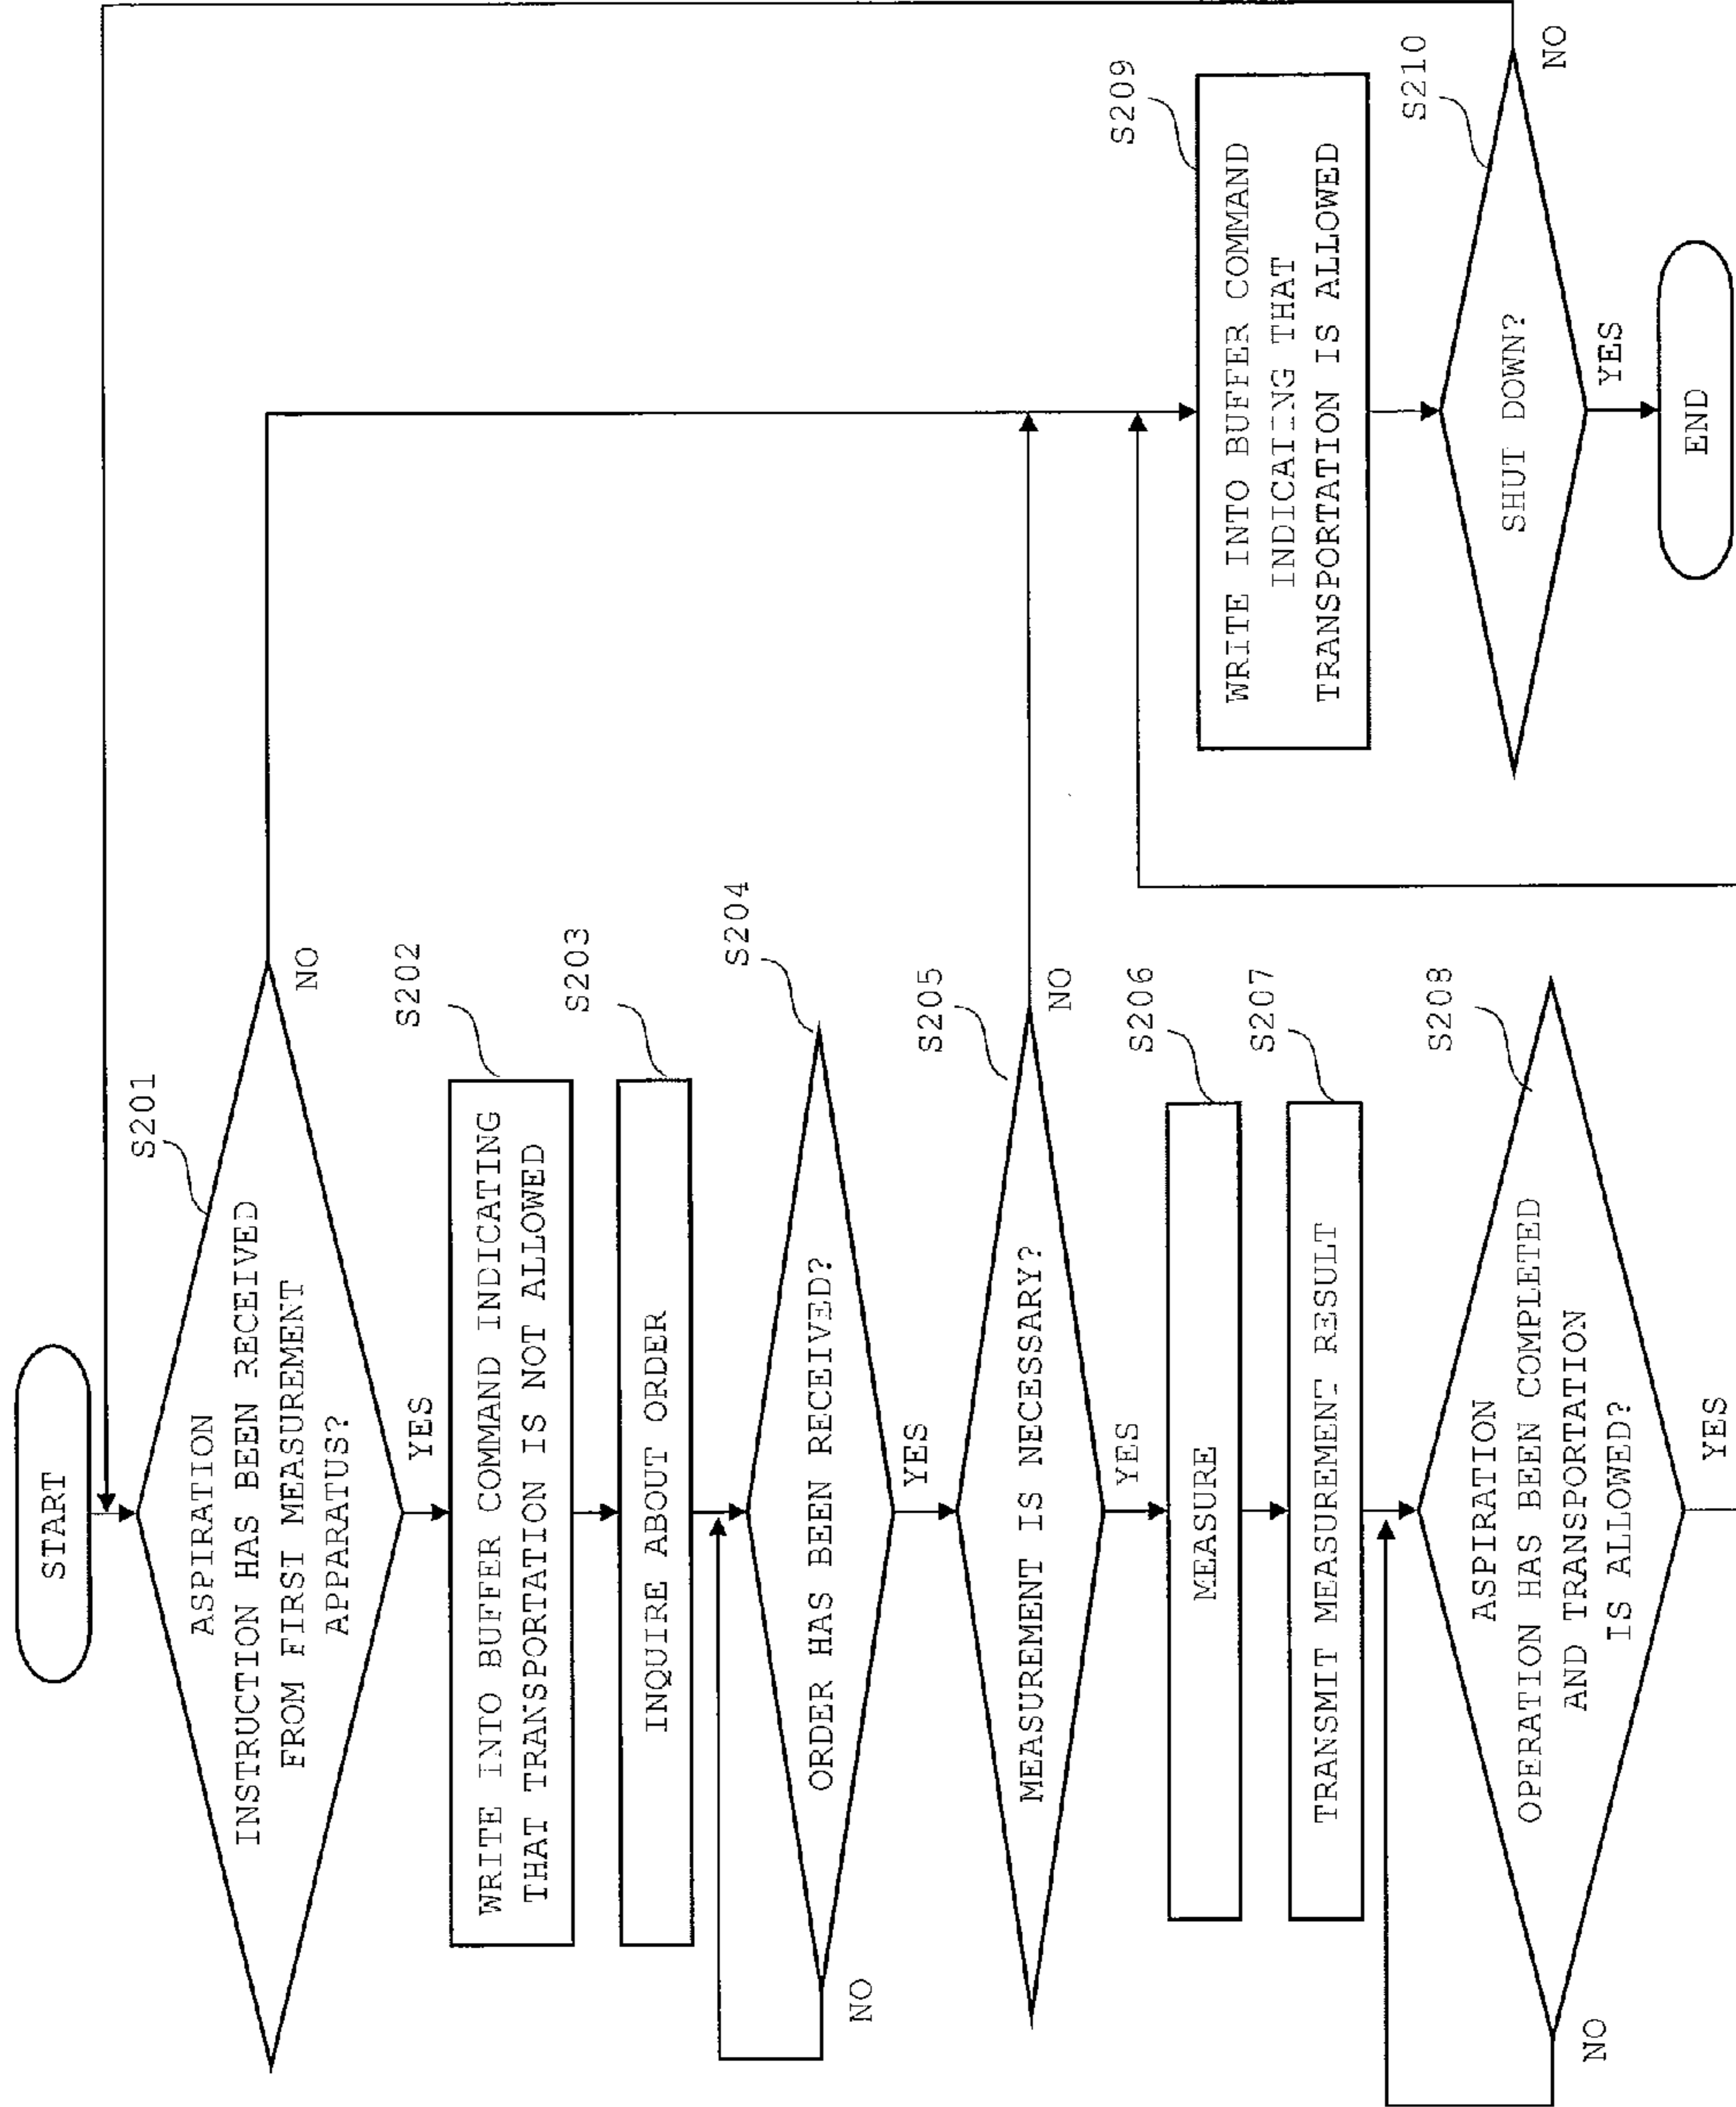 START
S201
ASPIRATION
INSTRUCTION HAS BEEN RECEIVED
FROM FIRST MEASUREMENT
APPARATUS?
NO
YES
S202
WRITE INTO BUFFER COMMAND INDICATING
THAT TRANSPORTATION IS NOT ALLOWED
S203
INQUIRE ABOUT ORDER
S204
ORDER HAS BEEN RECEIVED?
NO
YES
S205
MEASUREMENT IS NECESSARY?
NO
YES
S206
MEASURE
S207
TRANSMIT MEASUREMENT RESULT
S208
ASPIRATION
OPERATION HAS BEEN COMPLETED
AND TRANSPORTATION
IS ALLOWED?
NO
YES
S209
WRITE INTO BUFFER COMMAND
INDICATING THAT
TRANSPORTATION IS ALLOWED
S210
SHUT DOWN?
NO
YES
END